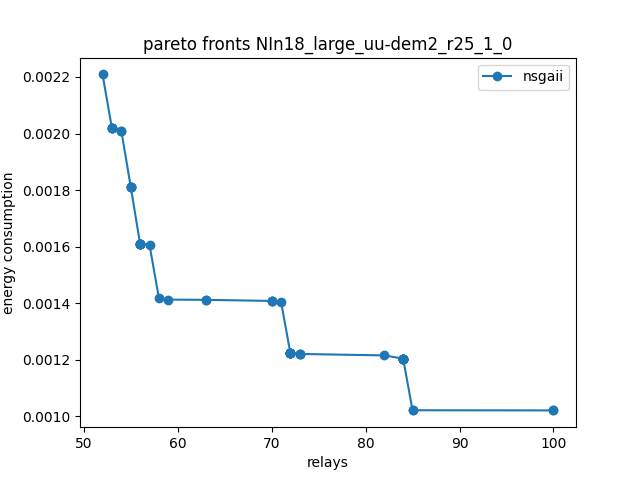 pareto fronts NIn18_large_uu-dem2_r25_1_0
nsgaii
energy consumption
0.0022
0.0020
0.0018
0.0016
0.0014
0.0012
0.0010
50 60 70 80 90 100
relays